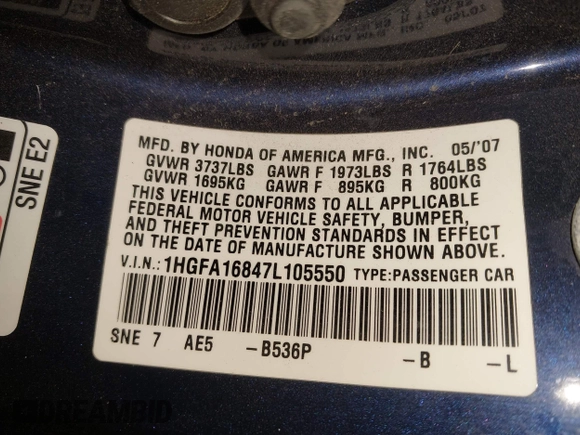 SNE E2
MFD. BY HONDA OF AMERICA MFG., INC. 05/'07
GVWR 3737LBS GAWR F 1973LBS R 1764LBS
GVWR 1695KG GAWR F 895KG R 800KG
THIS VEHICLE CONFORMS TO ALL APPLICABLE
FEDERAL MOTOR VEHICLE SAFETY, BUMPER,
AND THEFT PREVENTION STANDARDS IN EFFECT
ON THE DATE OF MANUFACTURE SHOWN ABOVE.
V.I.N.:1HGFA16847L105550 TYPE:PASSENGER CAR
SNE 7 AE5 -B536P -B -L
DREAMBID